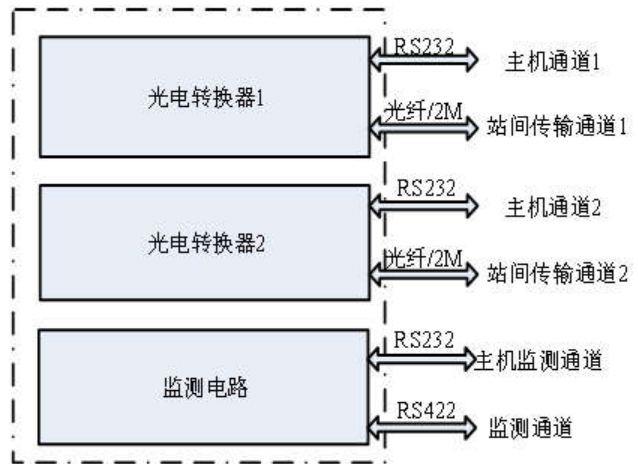 RS232
主机通道1
光电转换器1
光纤/2M
站间传输通道1
RS232
主机通道2
光电转换器2
光纤/2M
站间传输通道2
RS232
主机监测通道
监测电路
RS422
监测通道